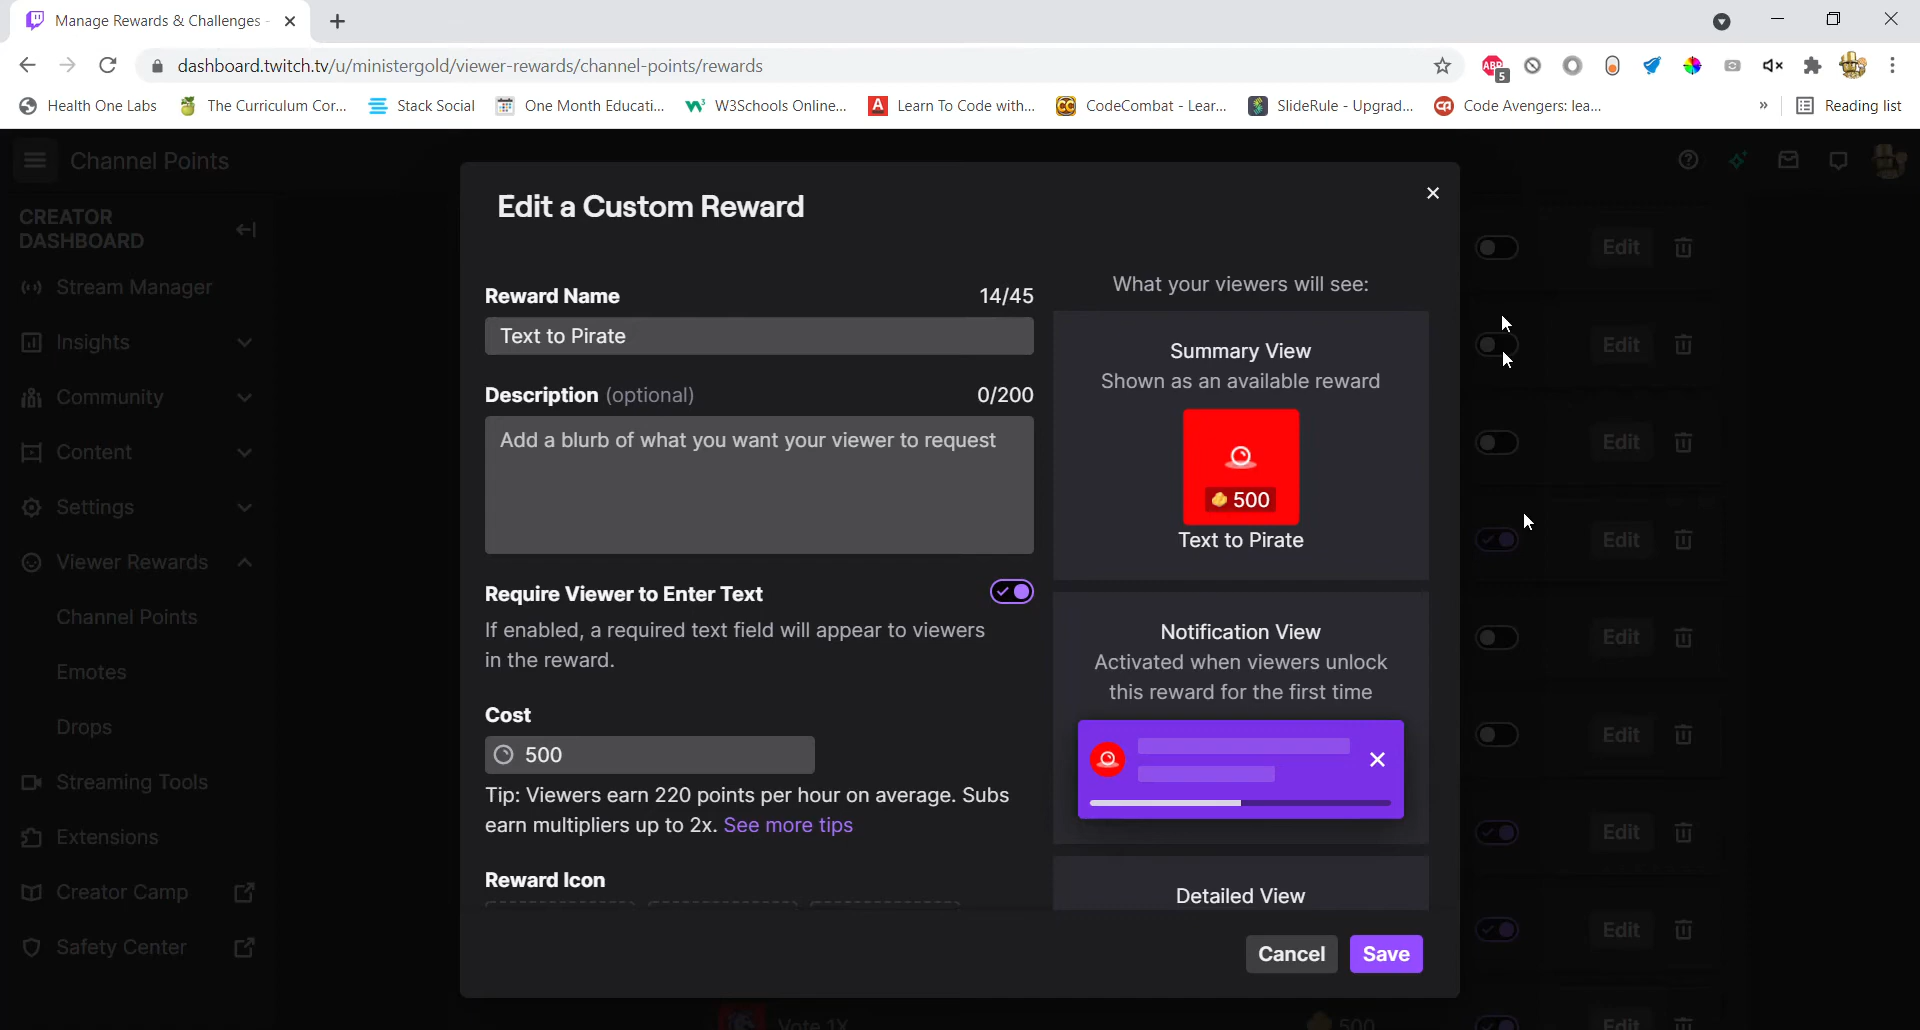 Manage Rewards & Challenges -
dashboard.twitch.tv/u/ministergold/viewer-rewards/channel-points/rewards
ABP
5
Health One Labs
The Curriculum Cor...
Stack Social
One Month Educati...
W3Schools Online...
Learn To Code with...
CodeCombat - Lear...
SlideRule - Upgrad...
Code Avengers: lea...
»
Reading list
Channel Points
CREATOR
DASHBOARD
Stream Manager
Insights
Community
Content
Settings
Viewer Rewards
Channel Points
Emotes
Drops
Streaming Tools
Extensions
Creator Camp
Safety Center
Edit a Custom Reward
Reward Name 14/45
Text to Pirate
Description (optional) 0/200
Add a blurb of what you want your viewer to request
Require Viewer to Enter Text
If enabled, a required text field will appear to viewers
in the reward.
Cost
500
Tip: Viewers earn 220 points per hour on average. Subs
earn multipliers up to 2x. See more tips
Reward Icon
What your viewers will see:
Summary View
Shown as an available reward
500
Text to Pirate
Notification View
Activated when viewers unlock
this reward for the first time
Detailed View
Cancel
Save
Edit
Edit
Edit
Edit
Edit
Edit
Edit
Edit
Vote 1X
500
Edit